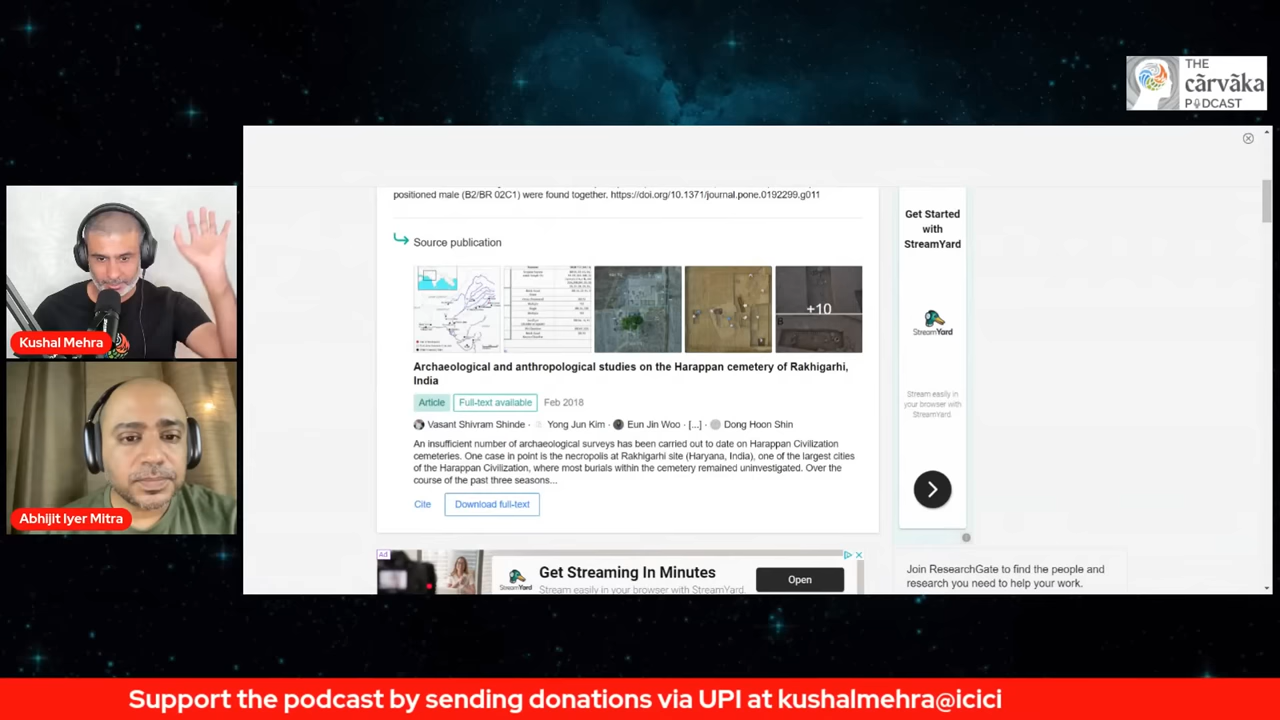 THE
cārvāka
PODCAST
positioned male (B2/BR 02C1) were found together. https://doi.org/10.1371/journal.pone.0192299.g011
Source publication
+10
Archaeological and anthropological studies on the Harappan cemetery of Rakhigarhi,
India
Article Full-text available Feb 2018
Vasant Shivram Shinde · Yong Jun Kim · Eun Jin Woo · [...] Dong Hoon Shin
An insufficient number of archaeological surveys has been carried out to date on Harappan Civilization
cemeteries. One case in point is the necropolis at Rakhigarhi site (Haryana, India), one of the largest cities
of the Harappan Civilization, where most burials within the cemetery remained uninvestigated. Over the
course of the past three seasons...
Cite Download full-text
Ad
Get Streaming In Minutes
Stream easily in your browser with StreamYard.
Open
Get Started
with
StreamYard
StreamYard
Stream easily in
your browser with
StreamYard.
Join ResearchGate to find the people and
research you need to help your work.
Kushal Mehra
Abhijit Iyer Mitra
Support the podcast by sending donations via UPI at kushalmehra@icici